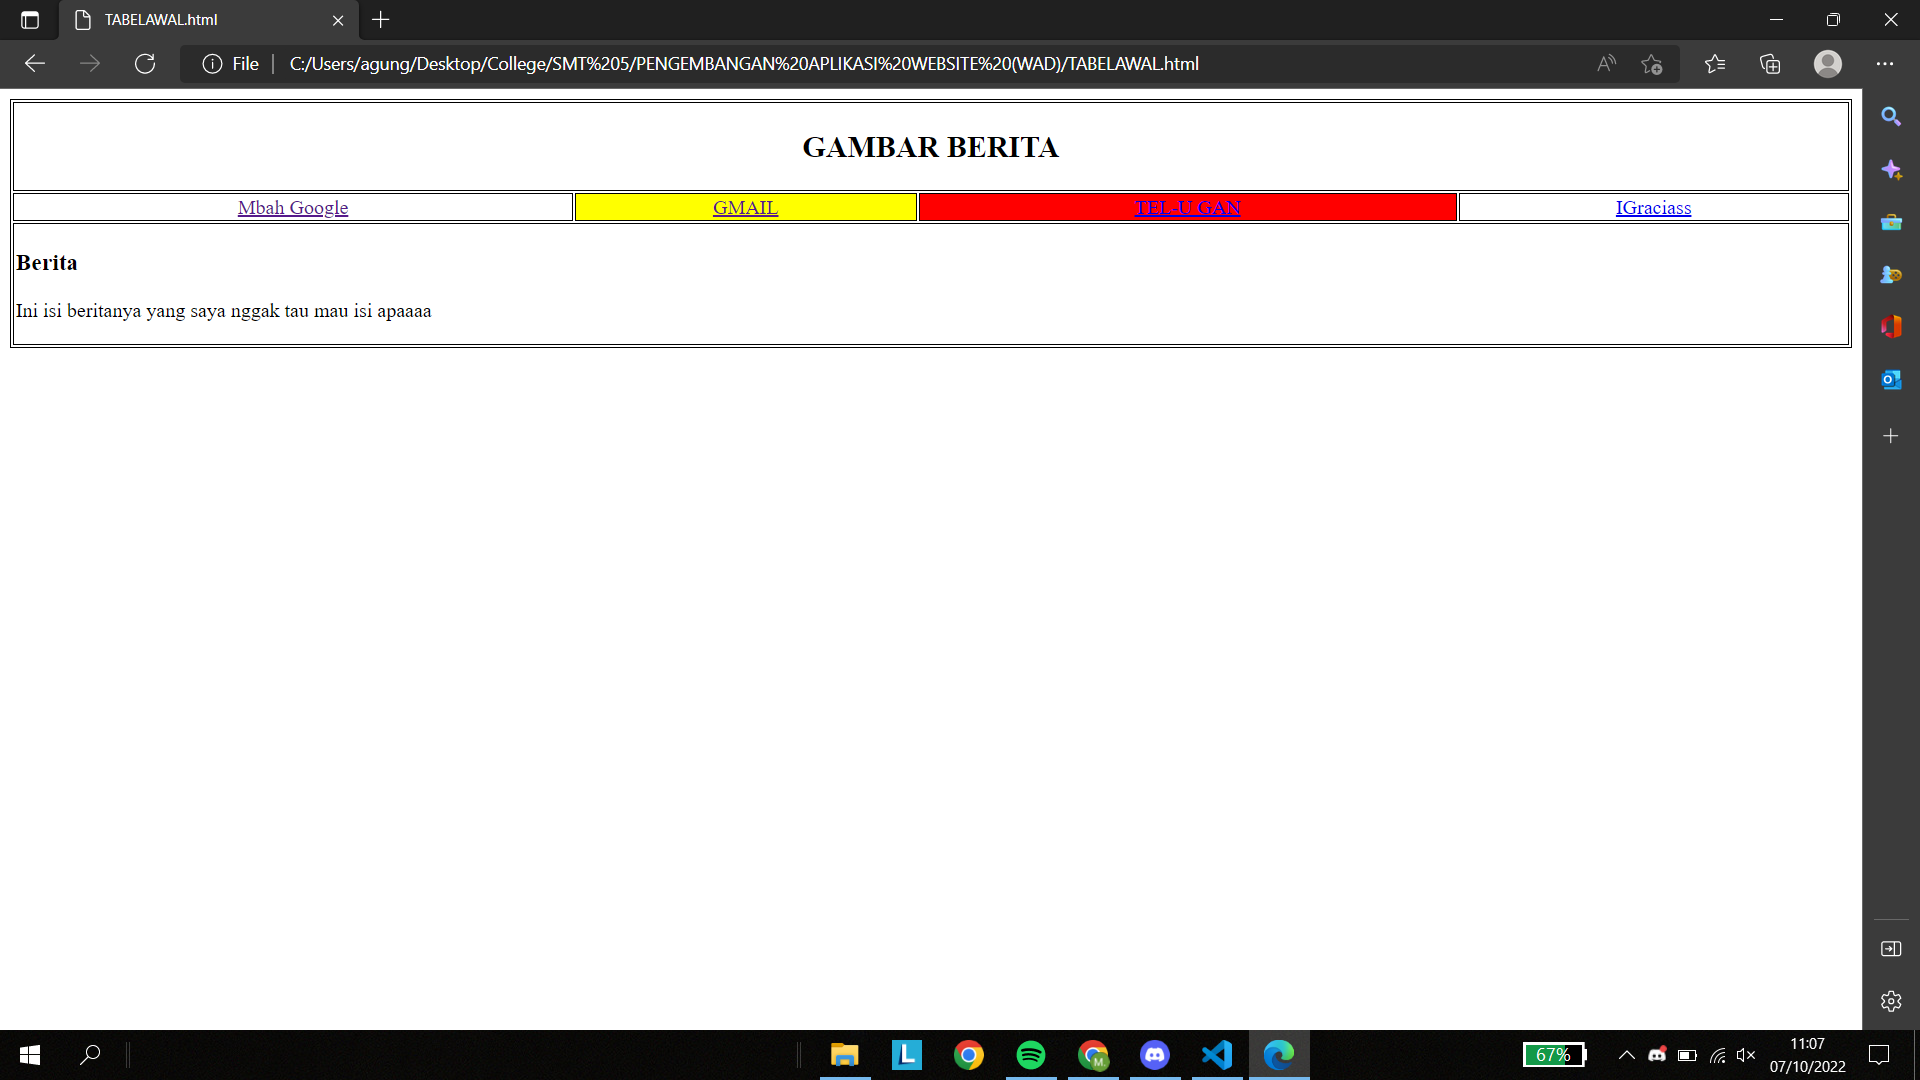 TABELAWAL.html
File
C:/Users/agung/Desktop/College/SMT%205/PENGEMBANGAN%20APLIKASI%20WEBSITE%20(WAD)/TABELAWAL.html
GAMBAR BERITA
Mbah Google
GMAIL
TEL-U GAN
IGraciass
Berita
Ini isi beritanya yang saya nggak tau mau isi apaaaa
L
M
67%
11:07
07/10/2022